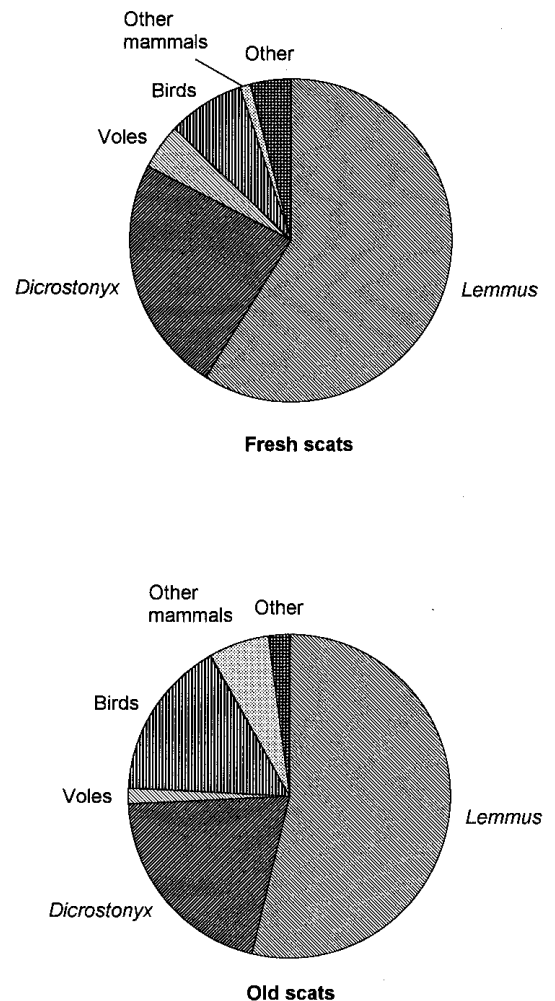 Other
mammals
Other
Birds
Voles
Dicrostonyx
Lemmus
Fresh scats
Other
mammals
Other
Birds
Voles
Lemmus
Dicrostonyx
Old scats